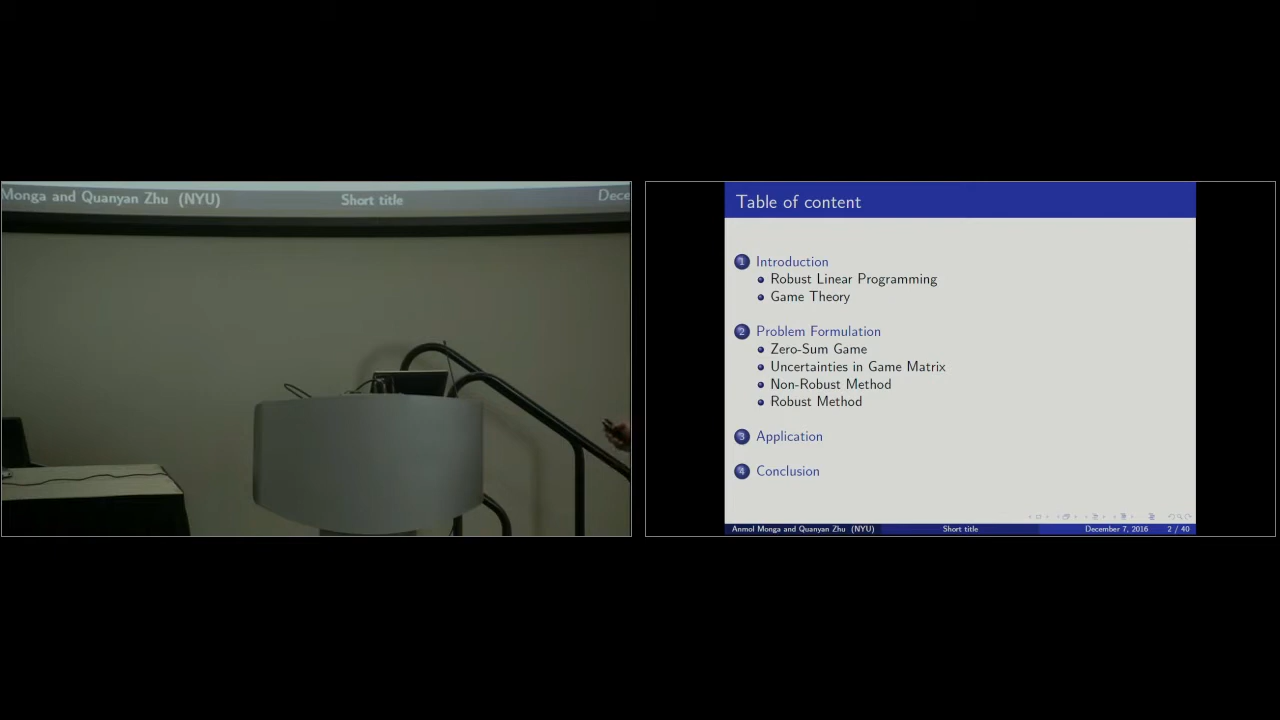 Monga and Quanyan Zhu (NYU) Short title Dece
Table of content
1 Introduction
Robust Linear Programming
Game Theory
2 Problem Formulation
Zero-Sum Game
Uncertainties in Game Matrix
Non-Robust Method
Robust Method
3 Application
4 Conclusion
Anmol Monga and Quanyan Zhu (NYU) Short title December 7, 2016 2 / 40